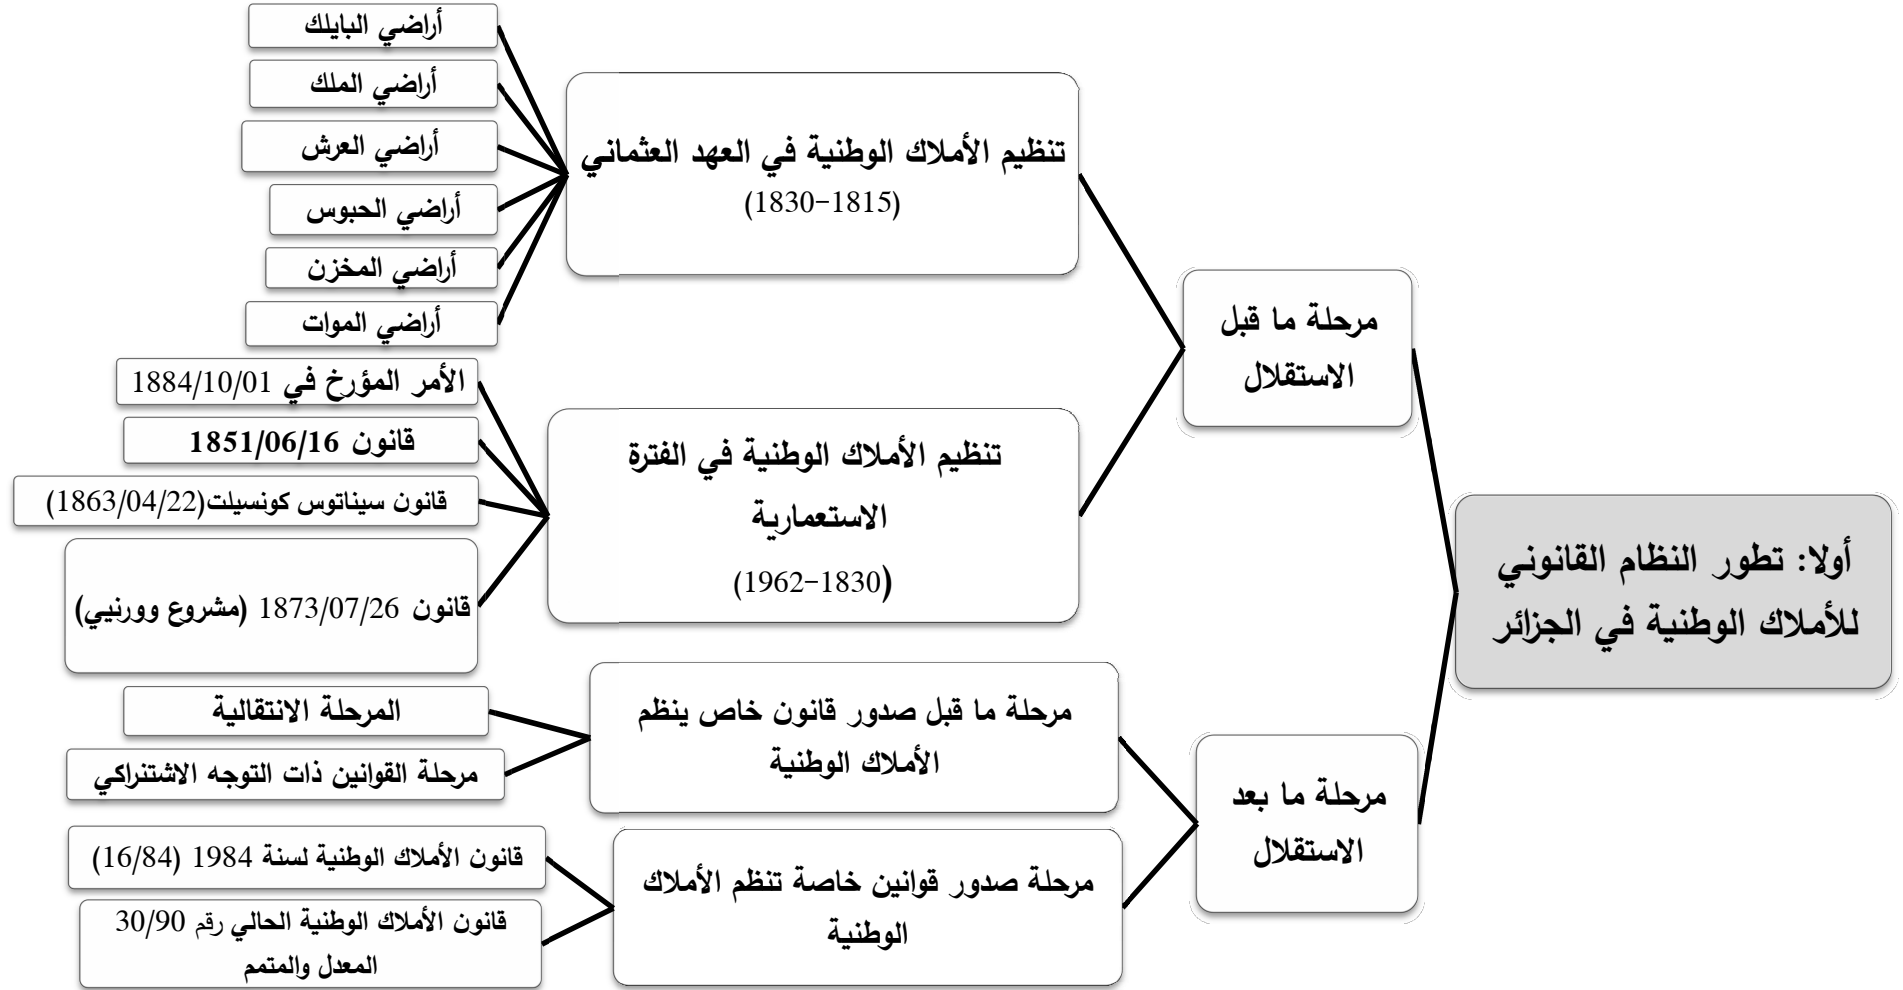 أولا: تطور النظام القانوني
للأملاك الوطنية في الجزائر
مرحلة ما قبل
الاستقلال
تنظيم الأملاك الوطنية في العهد العثماني
(1815-1830)
أراضي البايلك
أراضي الملك
أراضي العرش
أراضي الحبوس
أراضي المخزن
أراضي الموات
تنظيم الأملاك الوطنية في الفترة
الاستعمارية
(1830-1962)
الأمر المؤرخ في 1884/10/01
قانون 1851/06/16
قانون سيناتوس كونسيلت(1863/04/22)
قانون 1873/07/26 (مشروع وورنيي)
مرحلة ما بعد
الاستقلال
مرحلة ما قبل صدور قانون خاص ينظم
الأملاك الوطنية
المرحلة الانتقالية
مرحلة القوانين ذات التوجه الاشتنراكي
مرحلة صدور قوانين خاصة تنظم الأملاك
الوطنية
قانون الأملاك الوطنية لسنة 1984 (16/84)
قانون الأملاك الوطنية الحالي رقم 30/90
المعدل والمتمم